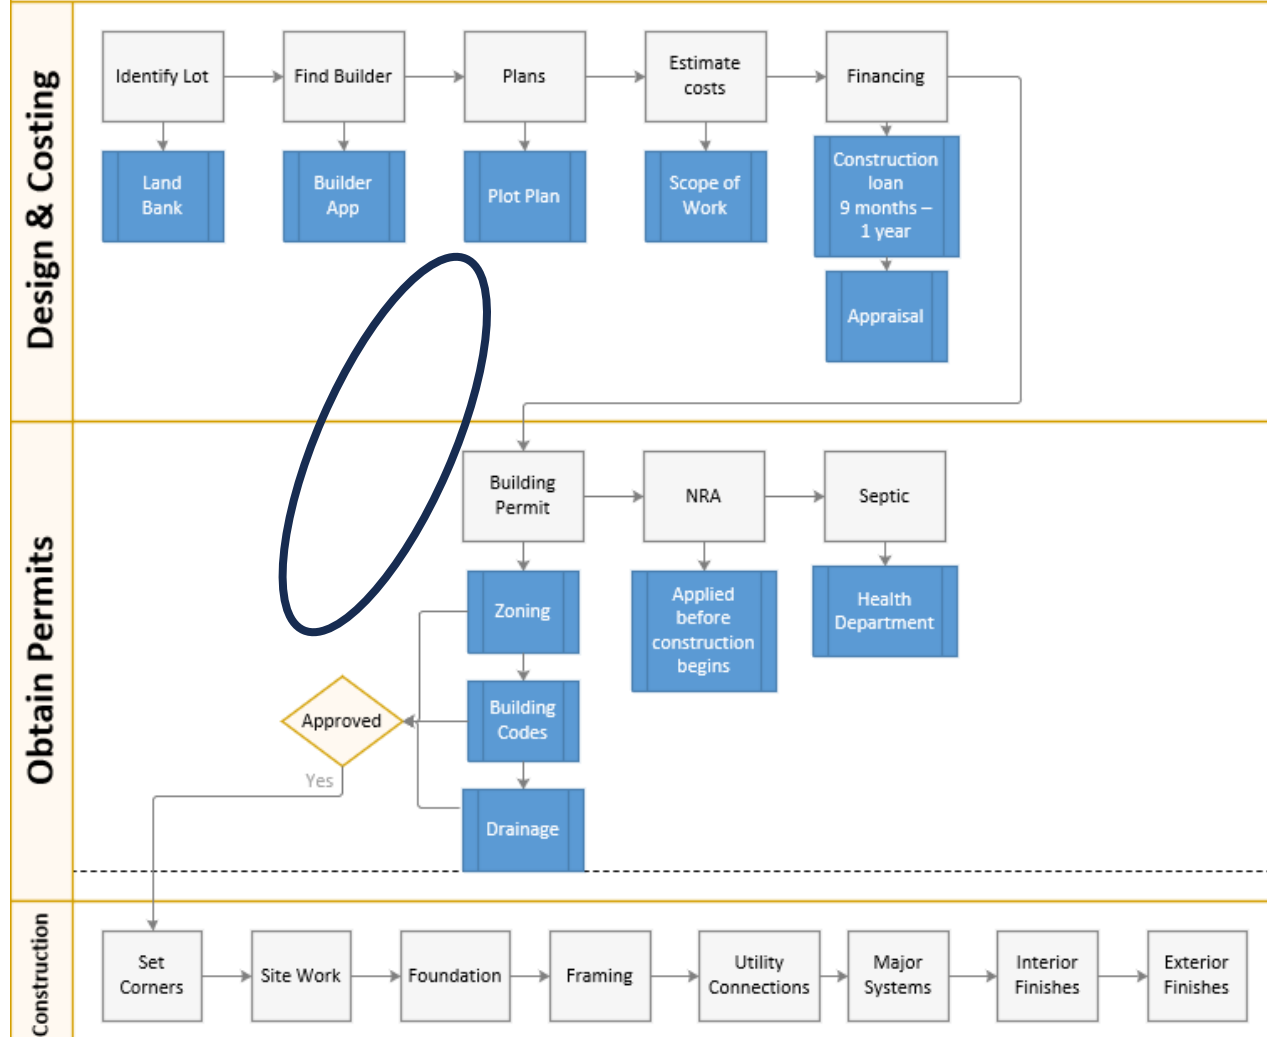 Design & Costing
Identify Lot
Find Builder
Plans
Estimate
costs
Financing
Land
Bank
Builder
App
Plot Plan
Scope of
Work
Construction
loan
9 months –
1 year
Appraisal
Obtain Permits
Building
Permit
NRA
Septic
Zoning
Applied
before
construction
begins
Health
Department
Building
Codes
Approved
Yes
Drainage
Construction
Set
Corners
Site Work
Foundation
Framing
Utility
Connections
Major
Systems
Interior
Finishes
Exterior
Finishes